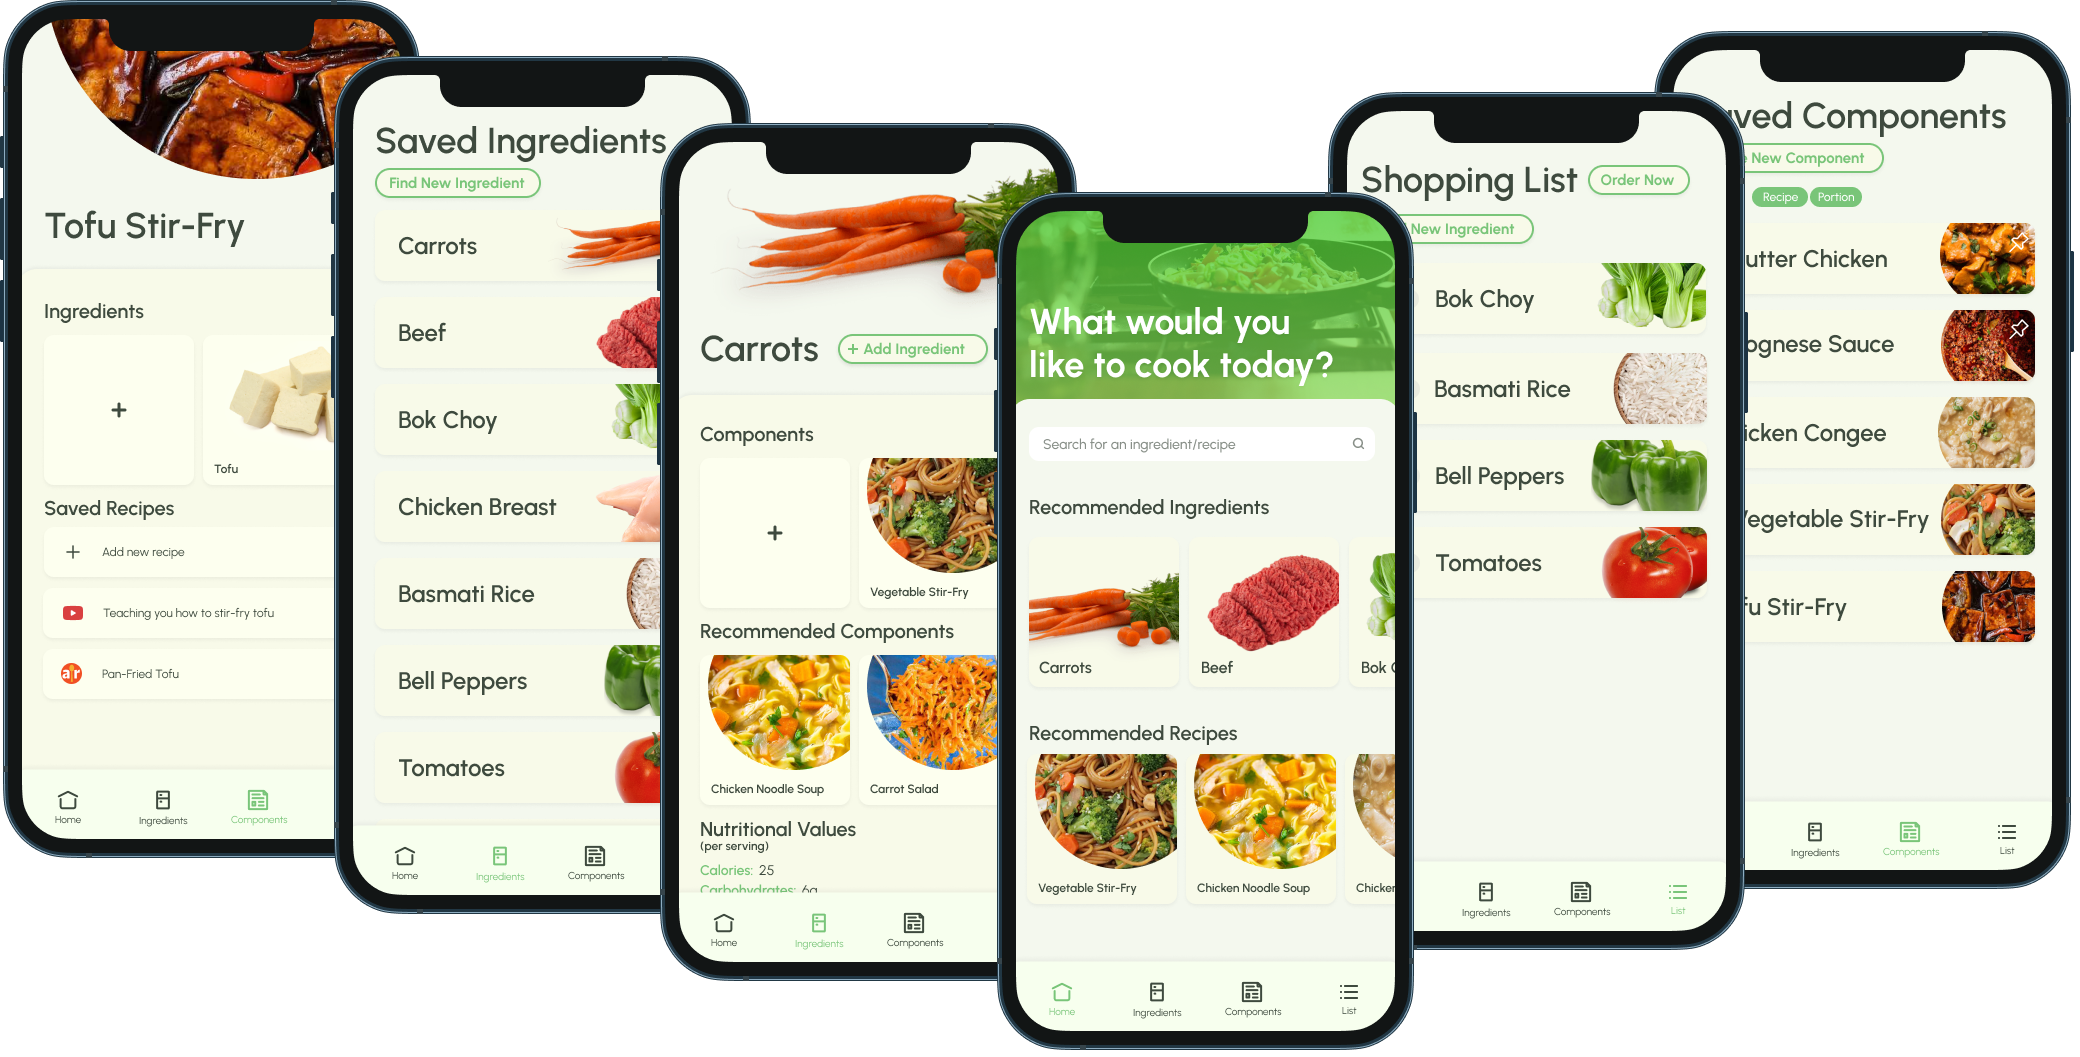 Tofu Stir-Fry
Ingredients
Tofu
Saved Recipes
Add new recipe
Teaching you how to stir-fry tofu
ar
Pan-Fried Tofu
Home
Ingredients
Components
Saved Ingredients
Find New Ingredient
Carrots
Beef
Bok Choy
Chicken Breast
Basmati Rice
Bell Peppers
Tomatoes
Home
Ingredients
Components
Carrots
+ Add Ingredient
Components
Vegetable Stir-Fry
Recommended Components
Chicken Noodle Soup
Carrot Salad
Nutritional Values
(per serving)
Calories: 25
Carbohydrates: 6g
Home
Ingredients
Components
What would you
like to cook today?
Search for an ingredient/recipe
Recommended Ingredients
Carrots
Beef
Bok C
Recommended Recipes
Vegetable Stir-Fry
Chicken Noodle Soup
Chicken
Home
Ingredients
Components
List
Shopping List
Order Now
New Ingredient
Bok Choy
Basmati Rice
Bell Peppers
Tomatoes
Ingredients
Components
List
ved Components
e New Component
Recipe
Portion
utter Chicken
ognese Sauce
icken Congee
Vegetable Stir-Fry
fu Stir-Fry
Ingredients
Components
List